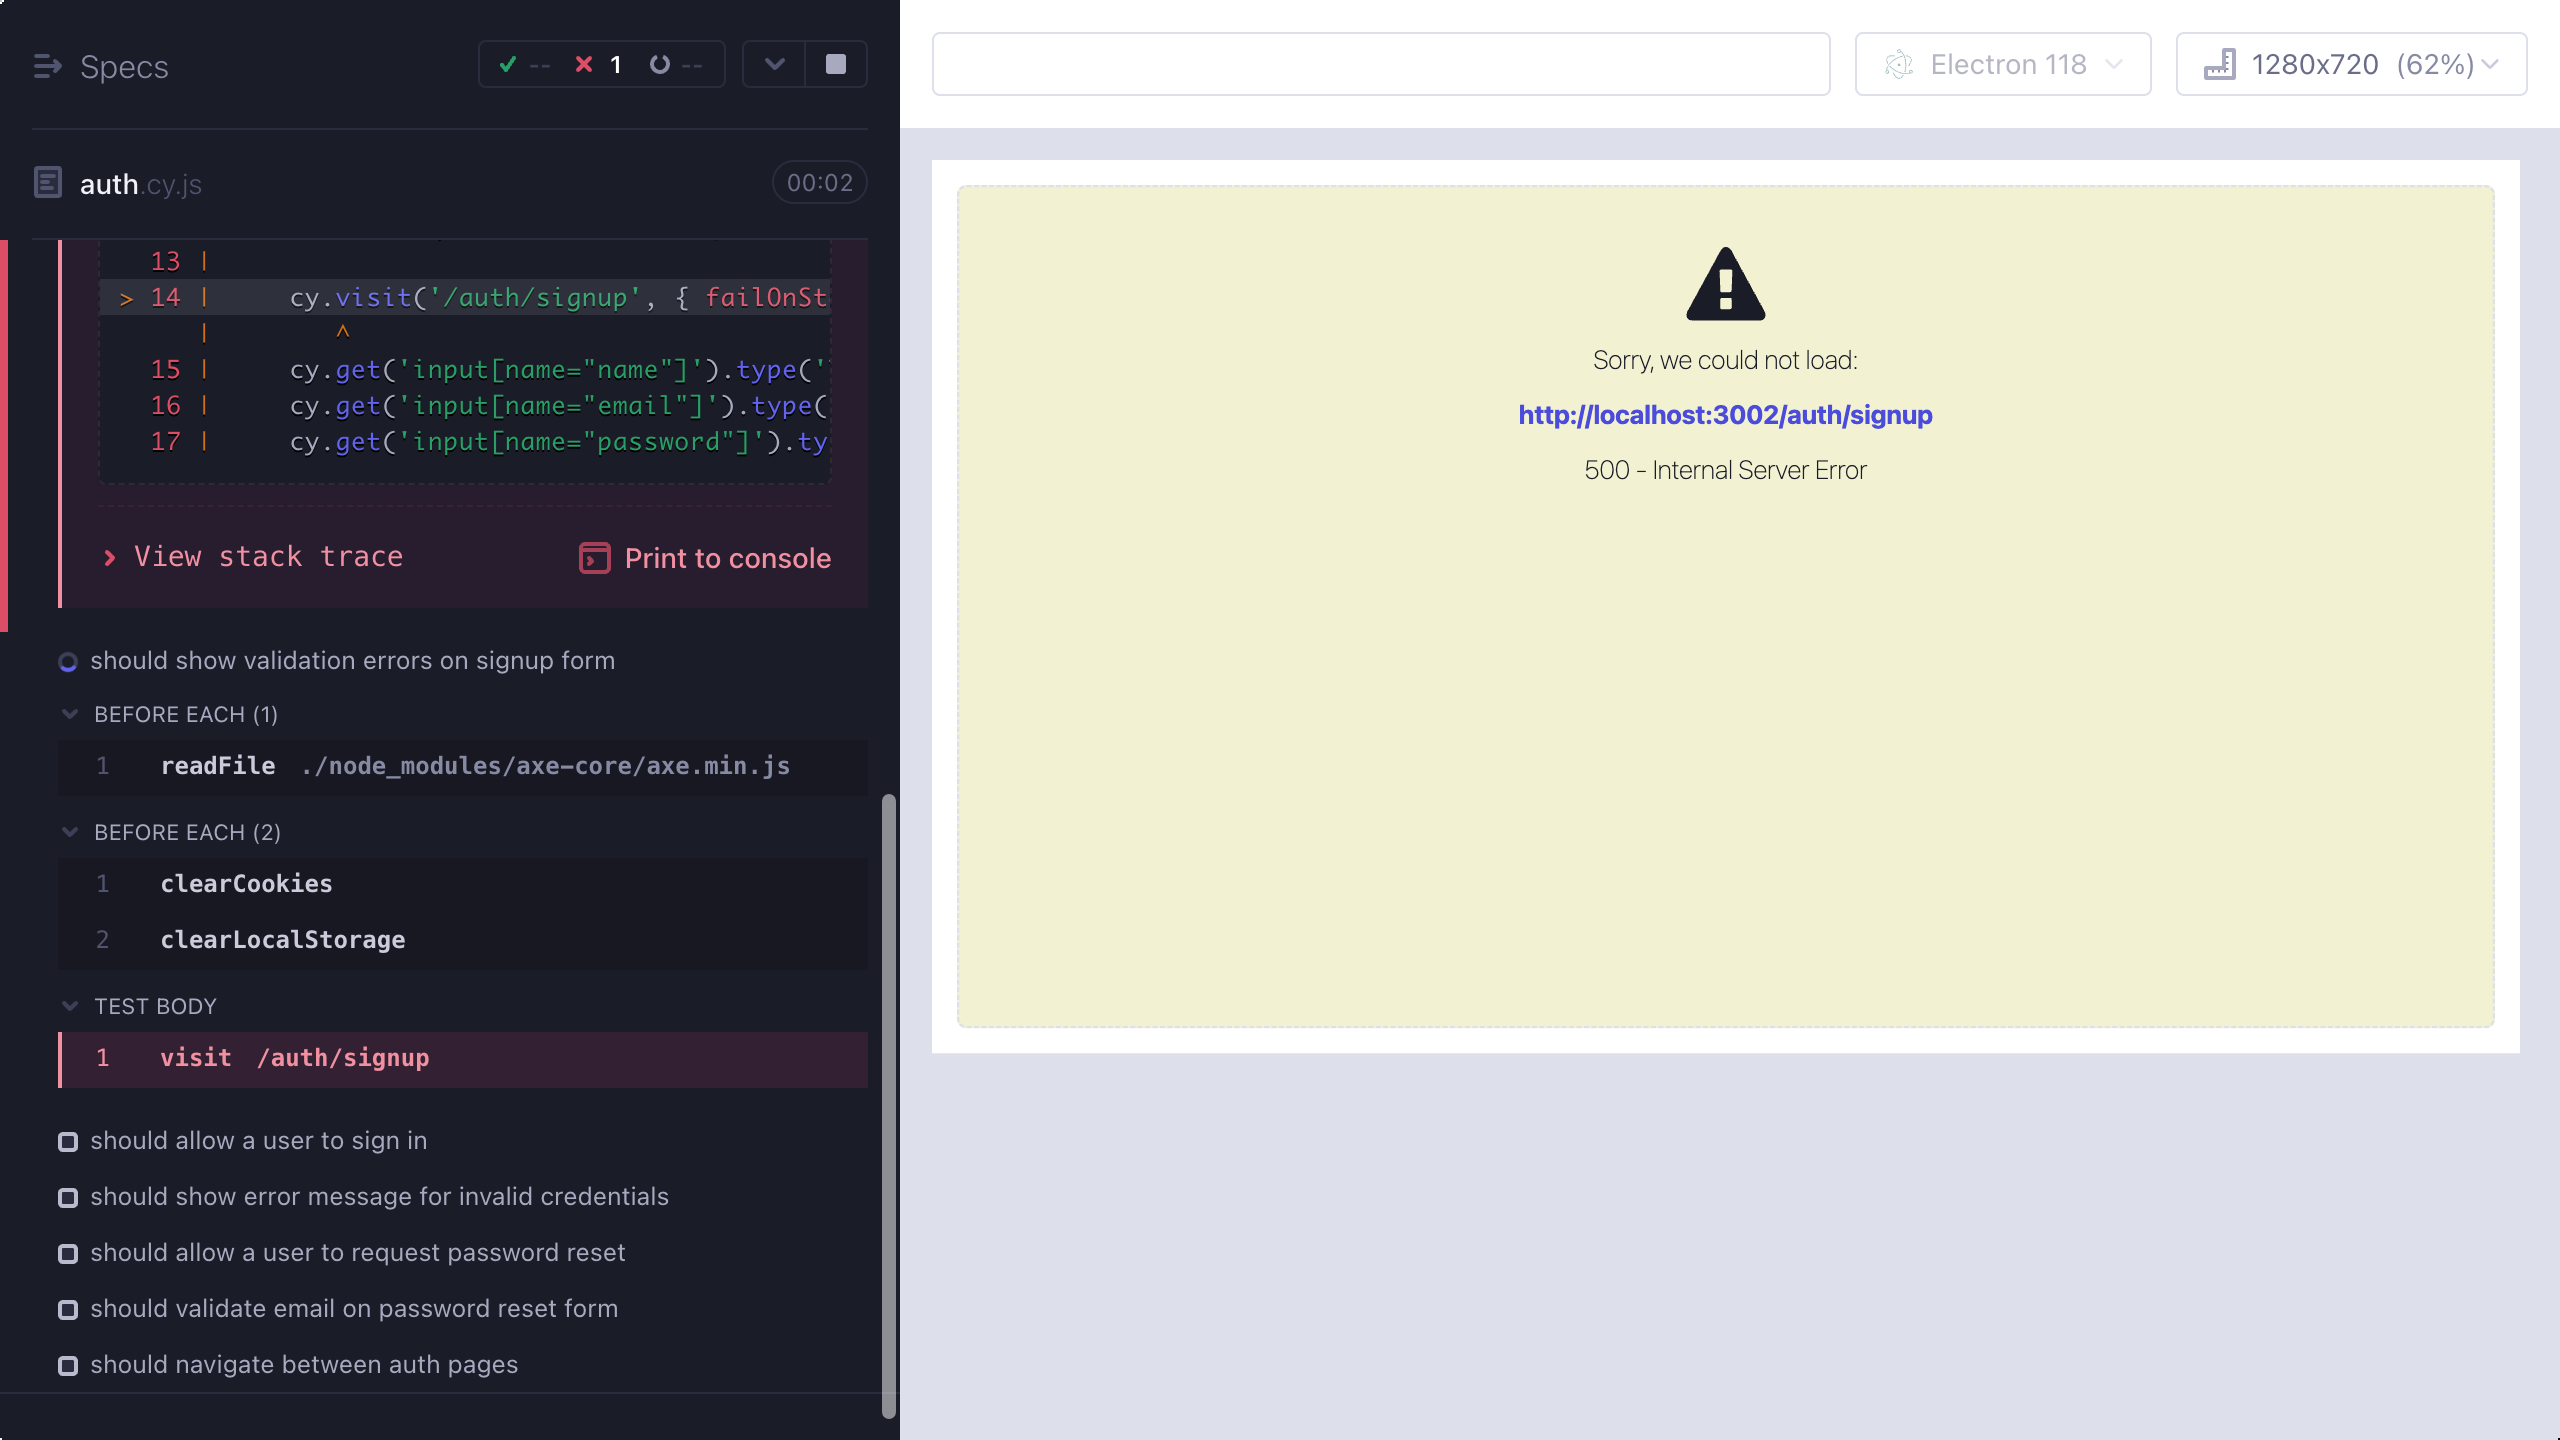 Specs
-- 1 --
auth.cy.js 00:02
13 |
> 14 | cy.visit('/auth/signup', { failOnSt
| ^
15 | cy.get('input[name="name"]').type('
16 | cy.get('input[name="email"]').type(
17 | cy.get('input[name="password"]').ty
View stack trace
Print to console
should show validation errors on signup form
BEFORE EACH (1)
1 readFile ./node_modules/axe-core/axe.min.js
BEFORE EACH (2)
1 clearCookies
2 clearLocalStorage
TEST BODY
1 visit /auth/signup
should allow a user to sign in
should show error message for invalid credentials
should allow a user to request password reset
should validate email on password reset form
should navigate between auth pages
Electron 118
1280x720 (62%)
Sorry, we could not load:
http://localhost:3002/auth/signup
500 - Internal Server Error